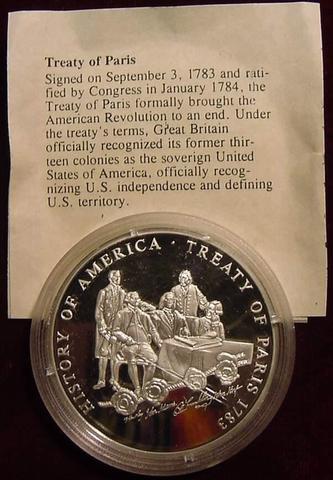 Treaty of Paris
Signed on September 3, 1783 and rati-
fied by Congress in January 1784, the
Treaty of Paris formally brought the
American Revolution to an end. Under
the treaty's terms, Great Britain
officially recognized its former thir-
teen colonies as the soverign United
States of America, officially recog-
nizing U.S. independence and defining
U.S. territory.
HISTORY OF AMERICA · TREATY OF PARIS 1783